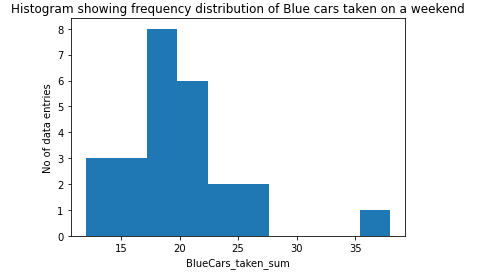 Histogram showing frequency distribution of Blue cars taken on a weekend
8
7
6
5
4
3
2
1
0
No of data entries
15 20 25 30 35
BlueCars_taken_sum